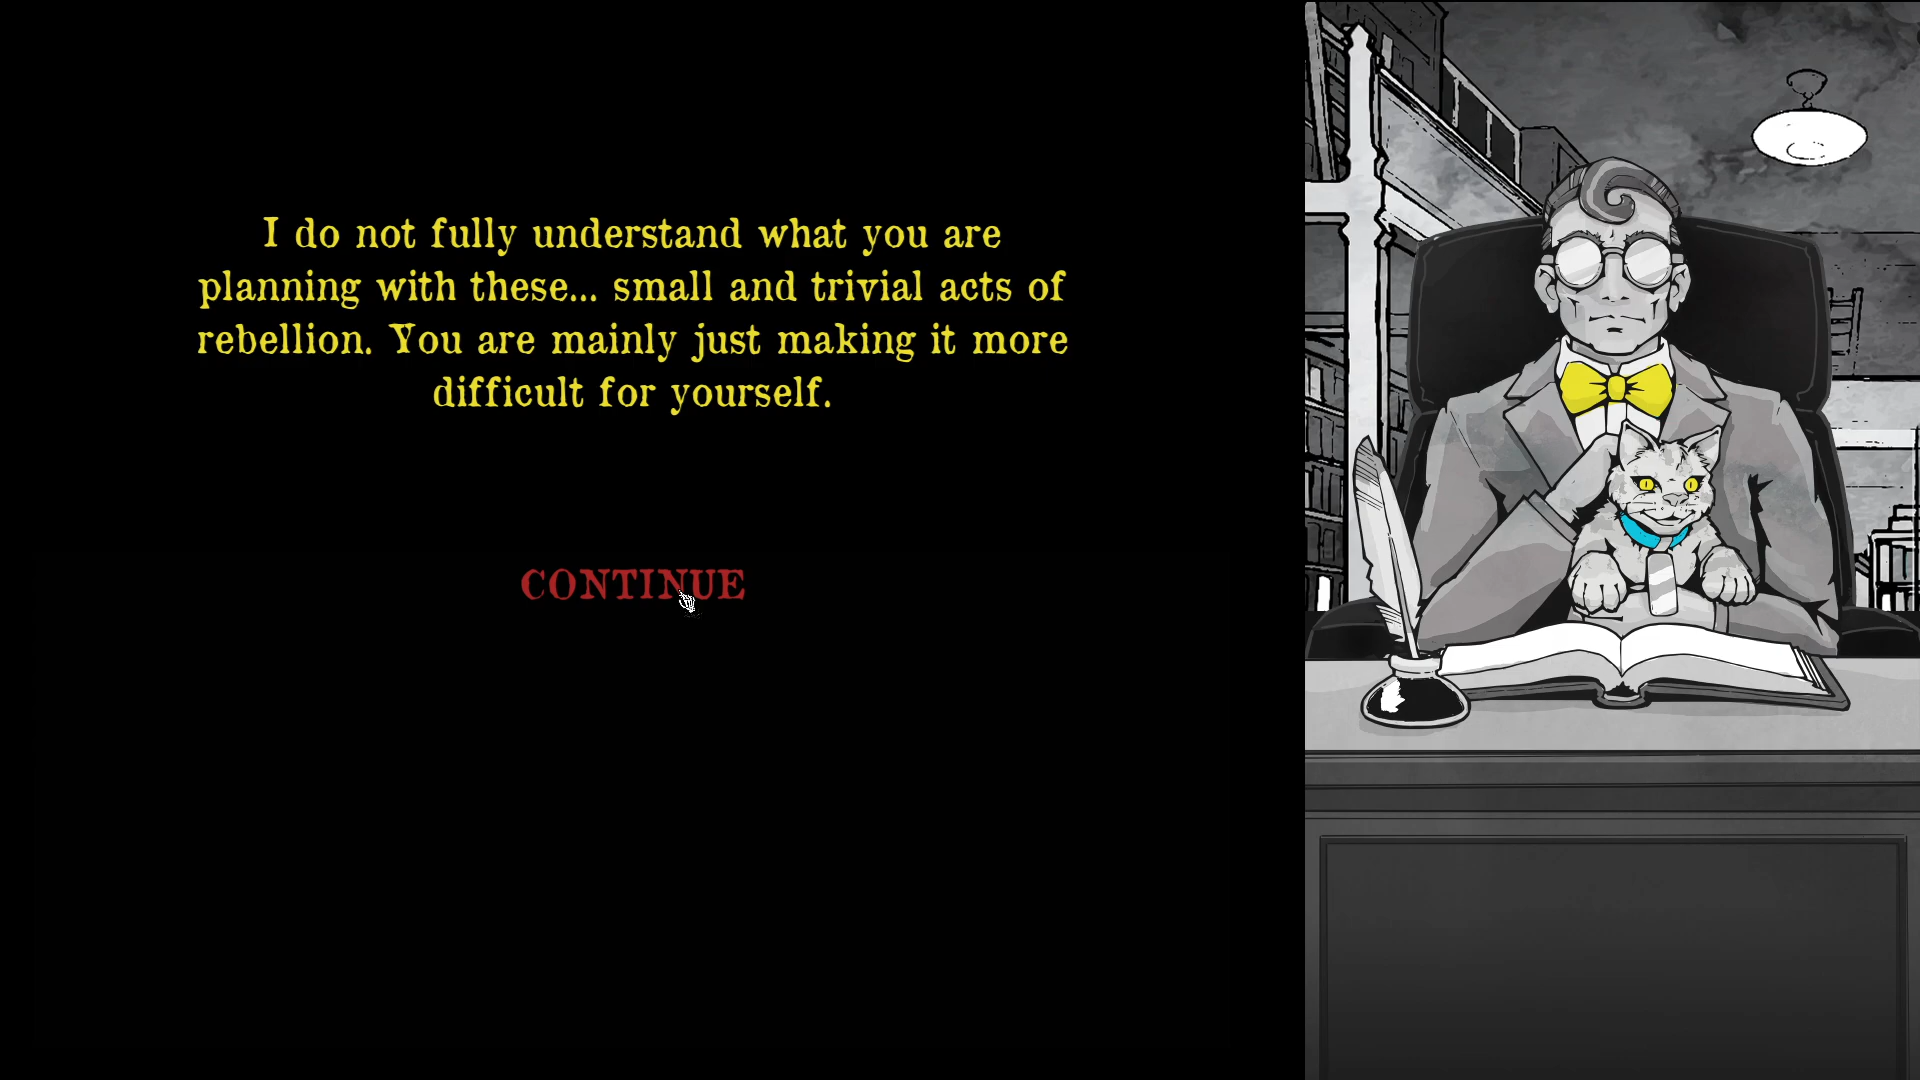 I do not fully understand what you are
planning with these... small and trivial acts of
rebellion. You are mainly just making it more
difficult for yourself.
CONTINUE